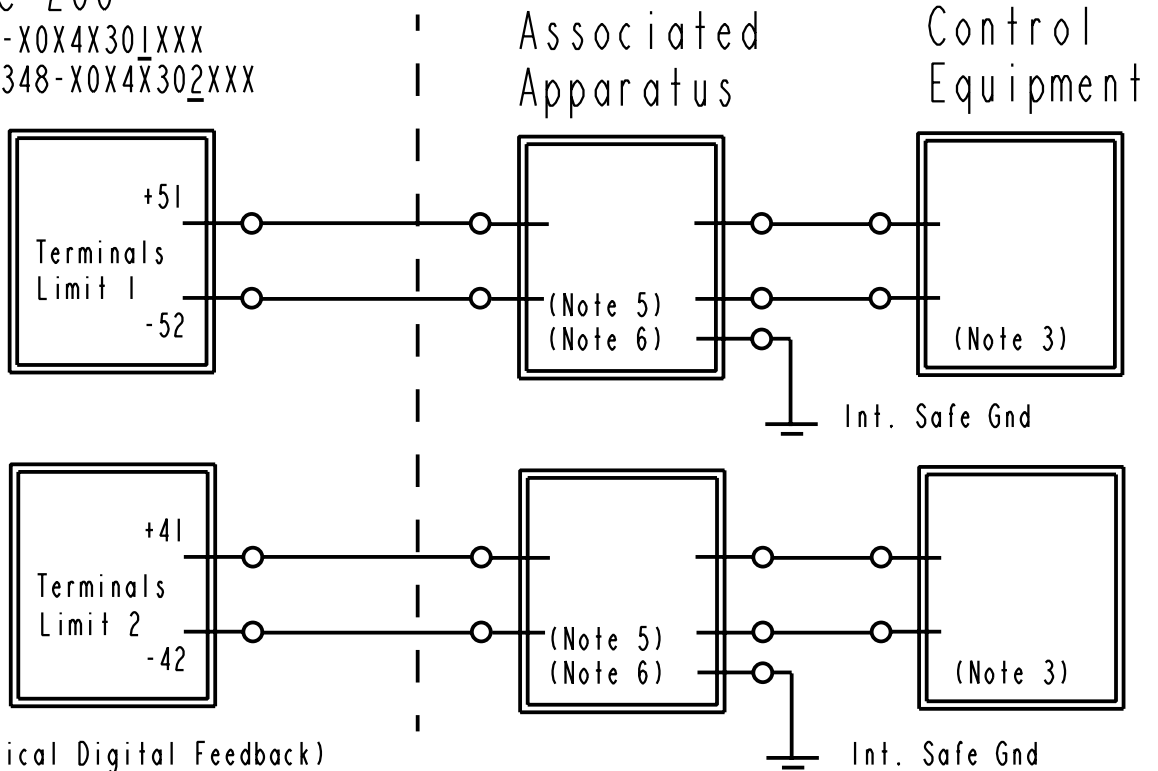 200
-X0X4X301XXX
348-X0X4X302XXX
Associated
Apparatus
Control
Equipment
+51
Terminals
Limit 1
-52
(Note 5)
(Note 6)
(Note 3)
Int. Safe Gnd
+41
Terminals
Limit 2
-42
(Note 5)
(Note 6)
(Note 3)
Int. Safe Gnd
ical Digital Feedback)